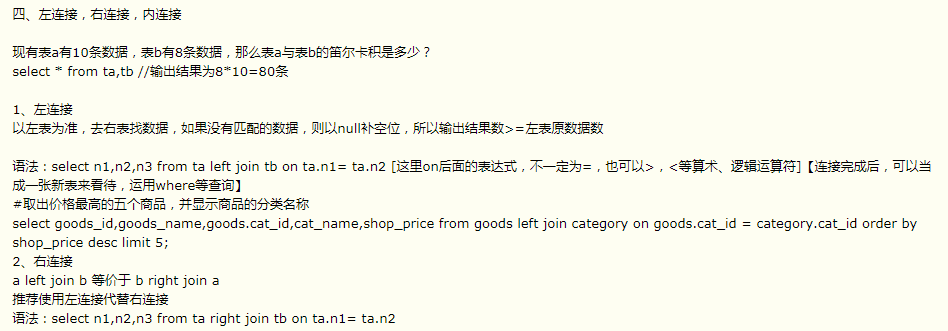 四、左连接，右连接，内连接
现有表a有10条数据，表b有8条数据，那么表a与表b的笛尔卡积是多少？
select * from ta,tb //输出结果为8*10=80条
1、左连接
以左表为准，去右表找数据，如果没有匹配的数据，则以null补空位，所以输出结果数>=左表原数据数
语法：select n1,n2,n3 from ta left join tb on ta.n1= ta.n2 [这里on后面的表达式，不一定为=，也可以>，<等算术、逻辑运算符]【连接完成后，可以当
成一张新表来看待，运用where等查询】
#取出价格最高的五个商品，并显示商品的分类名称
select goods_id,goods_name,goods.cat_id,cat_name,shop_price from goods left join category on goods.cat_id = category.cat_id order by
shop_price desc limit 5;
2、右连接
a left join b 等价于 b right join a
推荐使用左连接代替右连接
语法：select n1,n2,n3 from ta right join tb on ta.n1= ta.n2